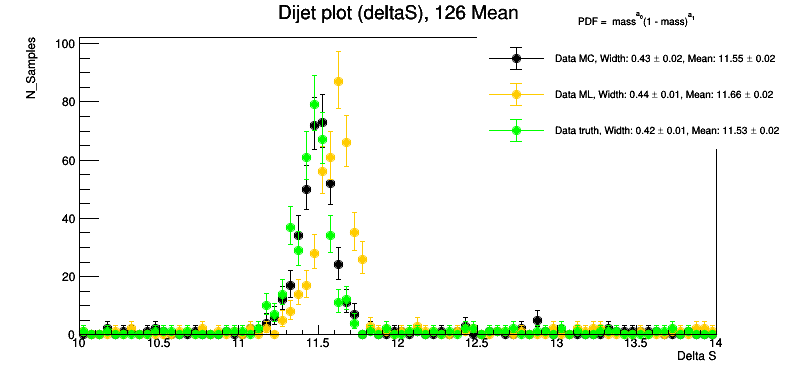 Dijet plot (deltaS), 126 Mean
PDF = mass^a0 (1 - mass)^a1
Data MC, Width: 0.43 ± 0.02, Mean: 11.55 ± 0.02
Data ML, Width: 0.44 ± 0.01, Mean: 11.66 ± 0.02
Data truth, Width: 0.42 ± 0.01, Mean: 11.53 ± 0.02
N_Samples
100
80
60
40
20
0
10 10.5 11 11.5 12 12.5 13 13.5 14
Delta S